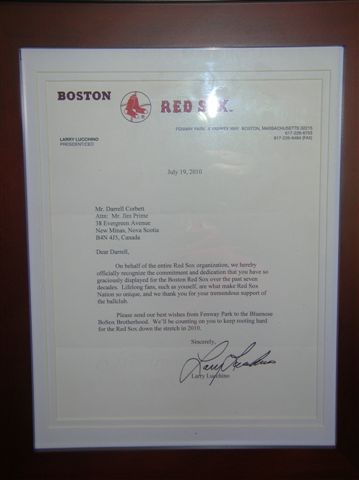 BOSTON RED SOX
LARRY LUCCHINO
PRESIDENT/CEO
FENWAY PARK, 4 YAWKEY WAY BOSTON, MASSACHUSETTS 02215
July 19, 2010
Mr. Darrell Corbett
Attn: Mr. Jim Prime
38 Evergreen Avenue
New Minas, Nova Scotia
B4N 4J3, Canada
Dear Darrell,
On behalf of the entire Red Sox organization, we hereby
officially recognize the commitment and dedication that you have so
graciously displayed for the Boston Red Sox over the past seven
decades. Lifelong fans, such as yourself, are what make Red Sox
Nation so unique, and we thank you for your tremendous support of
the ballclub.
Please send our best wishes from Fenway Park to the Bluenose
BoSox Brotherhood. We'll be counting on you to keep rooting hard
for the Red Sox down the stretch in 2010.
Sincerely,
Larry Lucchino
Larry Lucchino